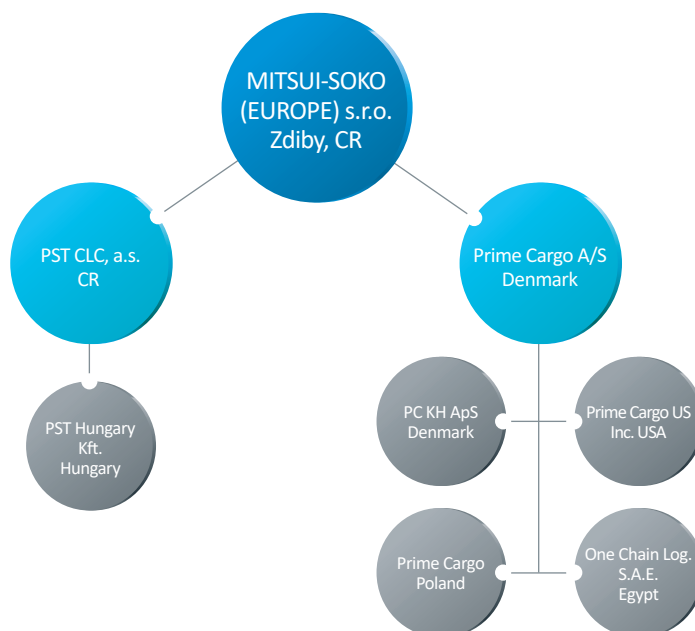 MITSUI-SOKO
(EUROPE) s.r.o.
Zdiby, CR
PST CLC, a.s.
CR
Prime Cargo A/S
Denmark
PST Hungary
Kft.
Hungary
PC KH ApS
Denmark
Prime Cargo US
Inc. USA
Prime Cargo
Poland
One Chain Log.
S.A.E.
Egypt